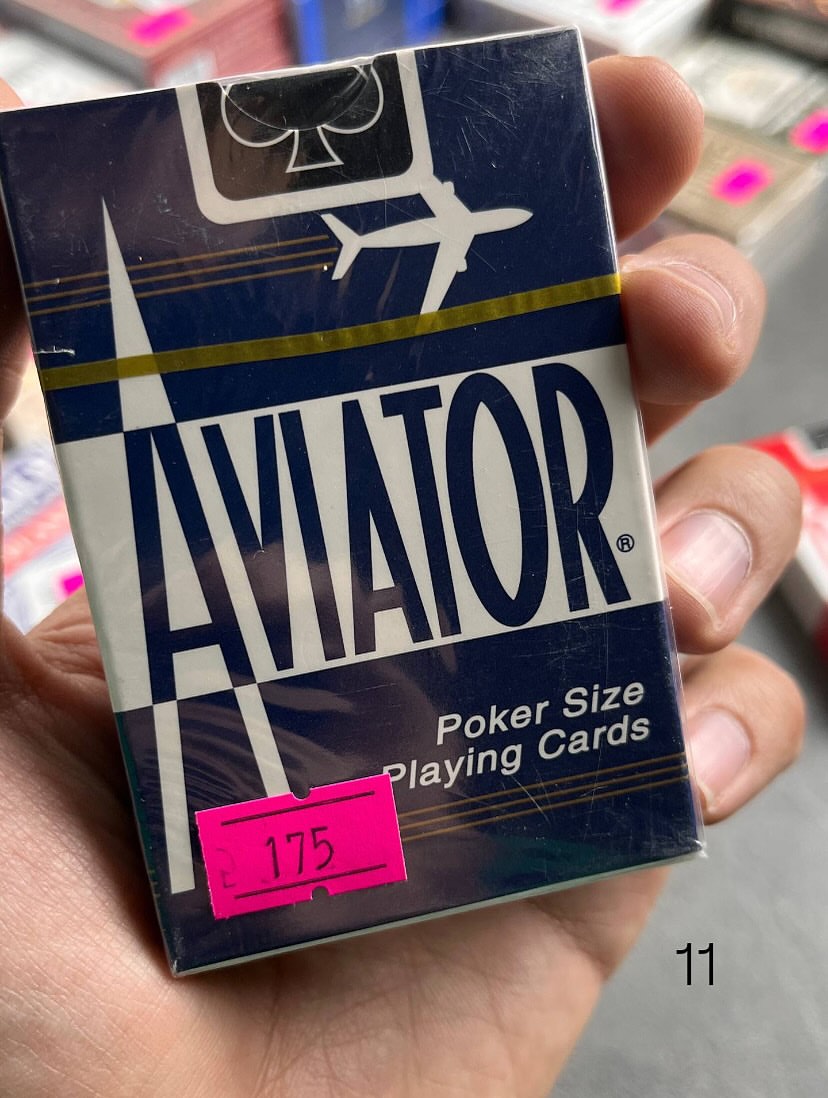 AVIATOR®
Poker Size
Playing Cards
175
11